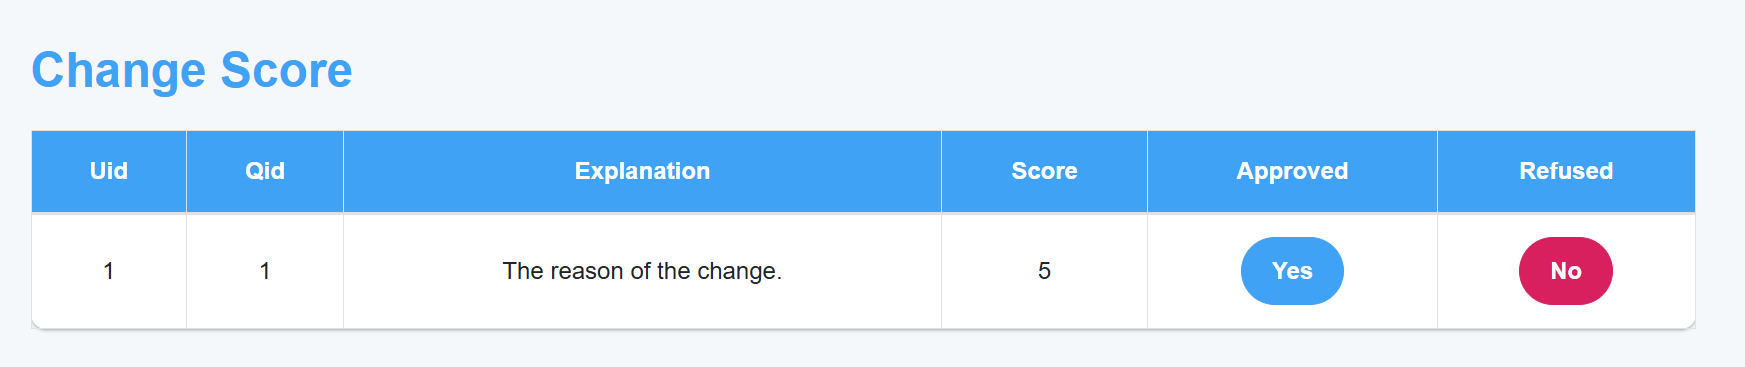 Change Score
Uid Qid Explanation Score Approved Refused
1 1 The reason of the change. 5 Yes No